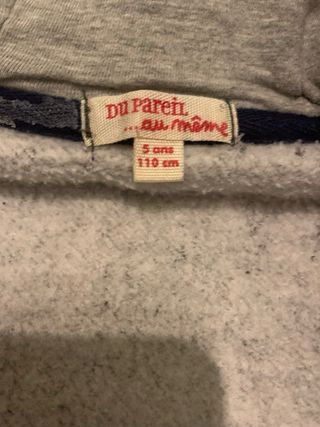 Du Pareil
...au même
5 ans
110 cm